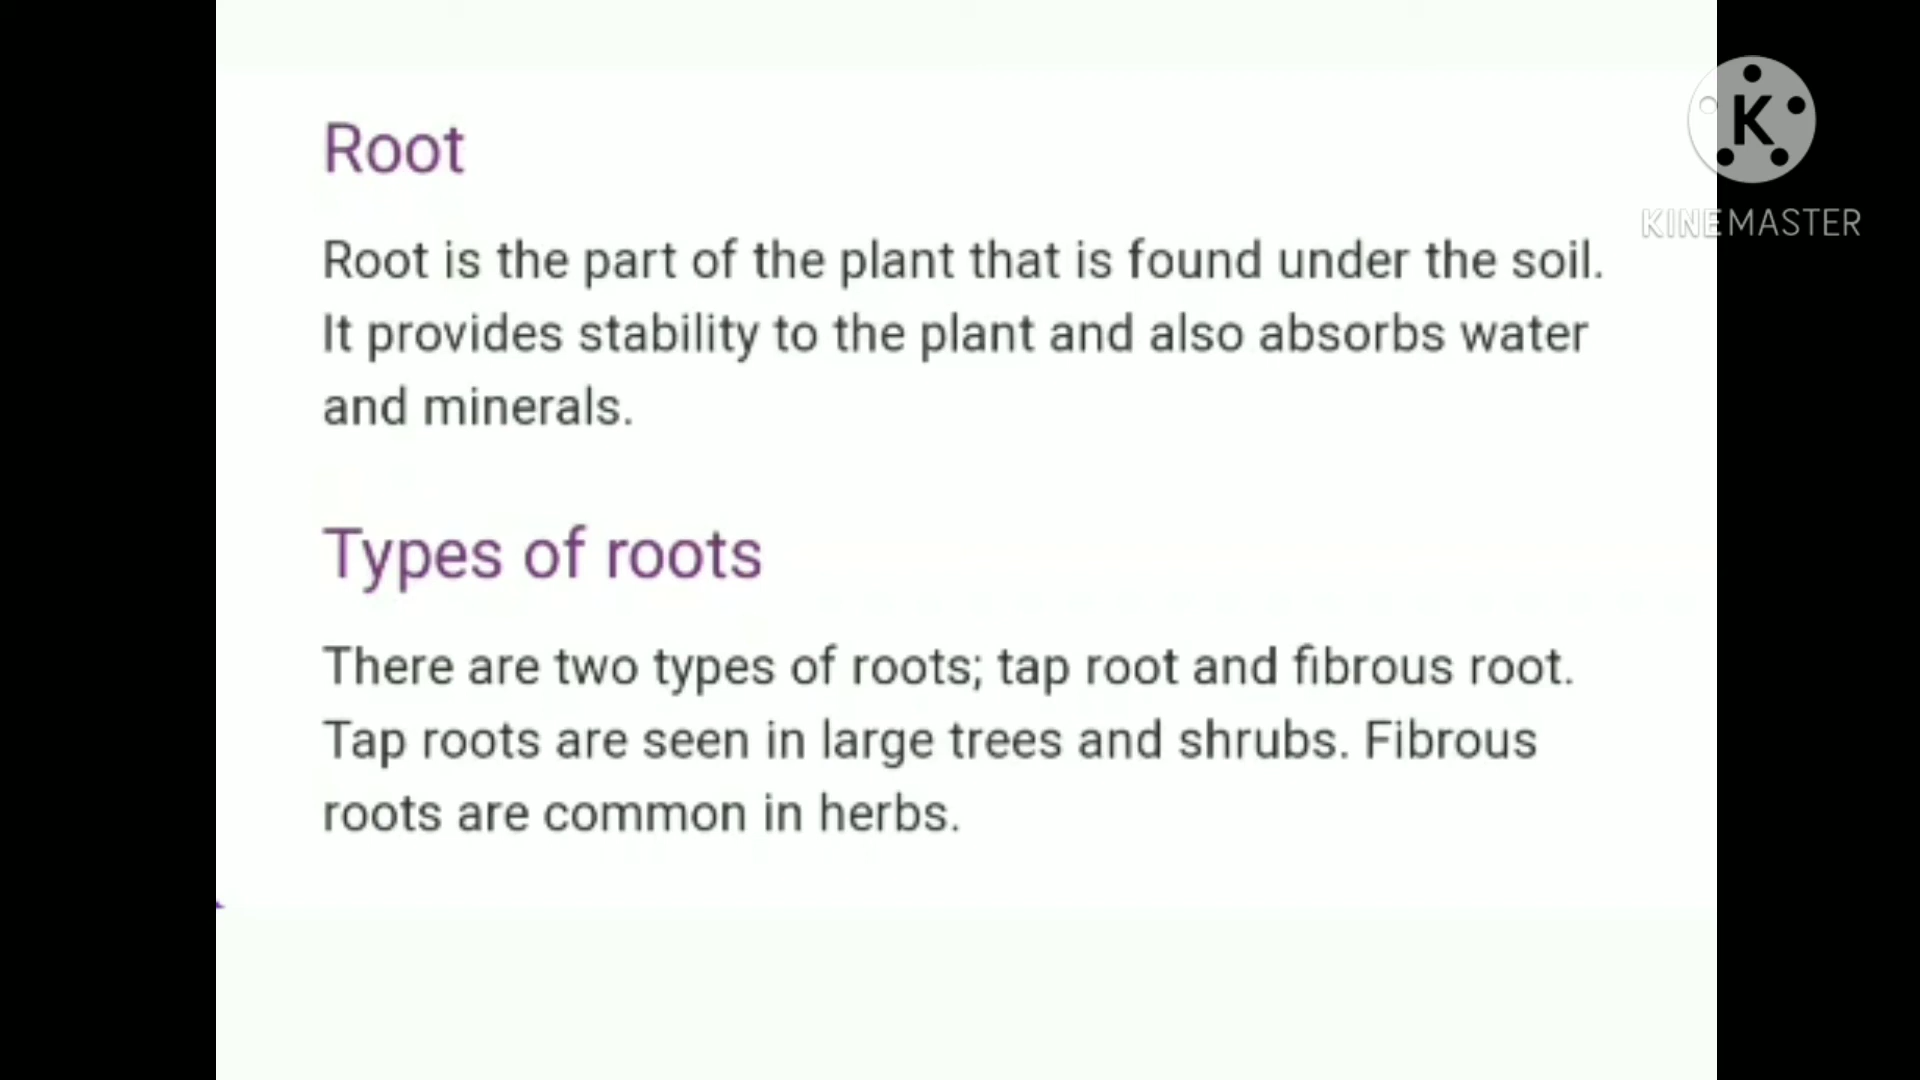 Root
Root is the part of the plant that is found under the soil.
It provides stability to the plant and also absorbs water
and minerals.
Types of roots
There are two types of roots; tap root and fibrous root.
Tap roots are seen in large trees and shrubs. Fibrous
roots are common in herbs.
K
KINEMASTER